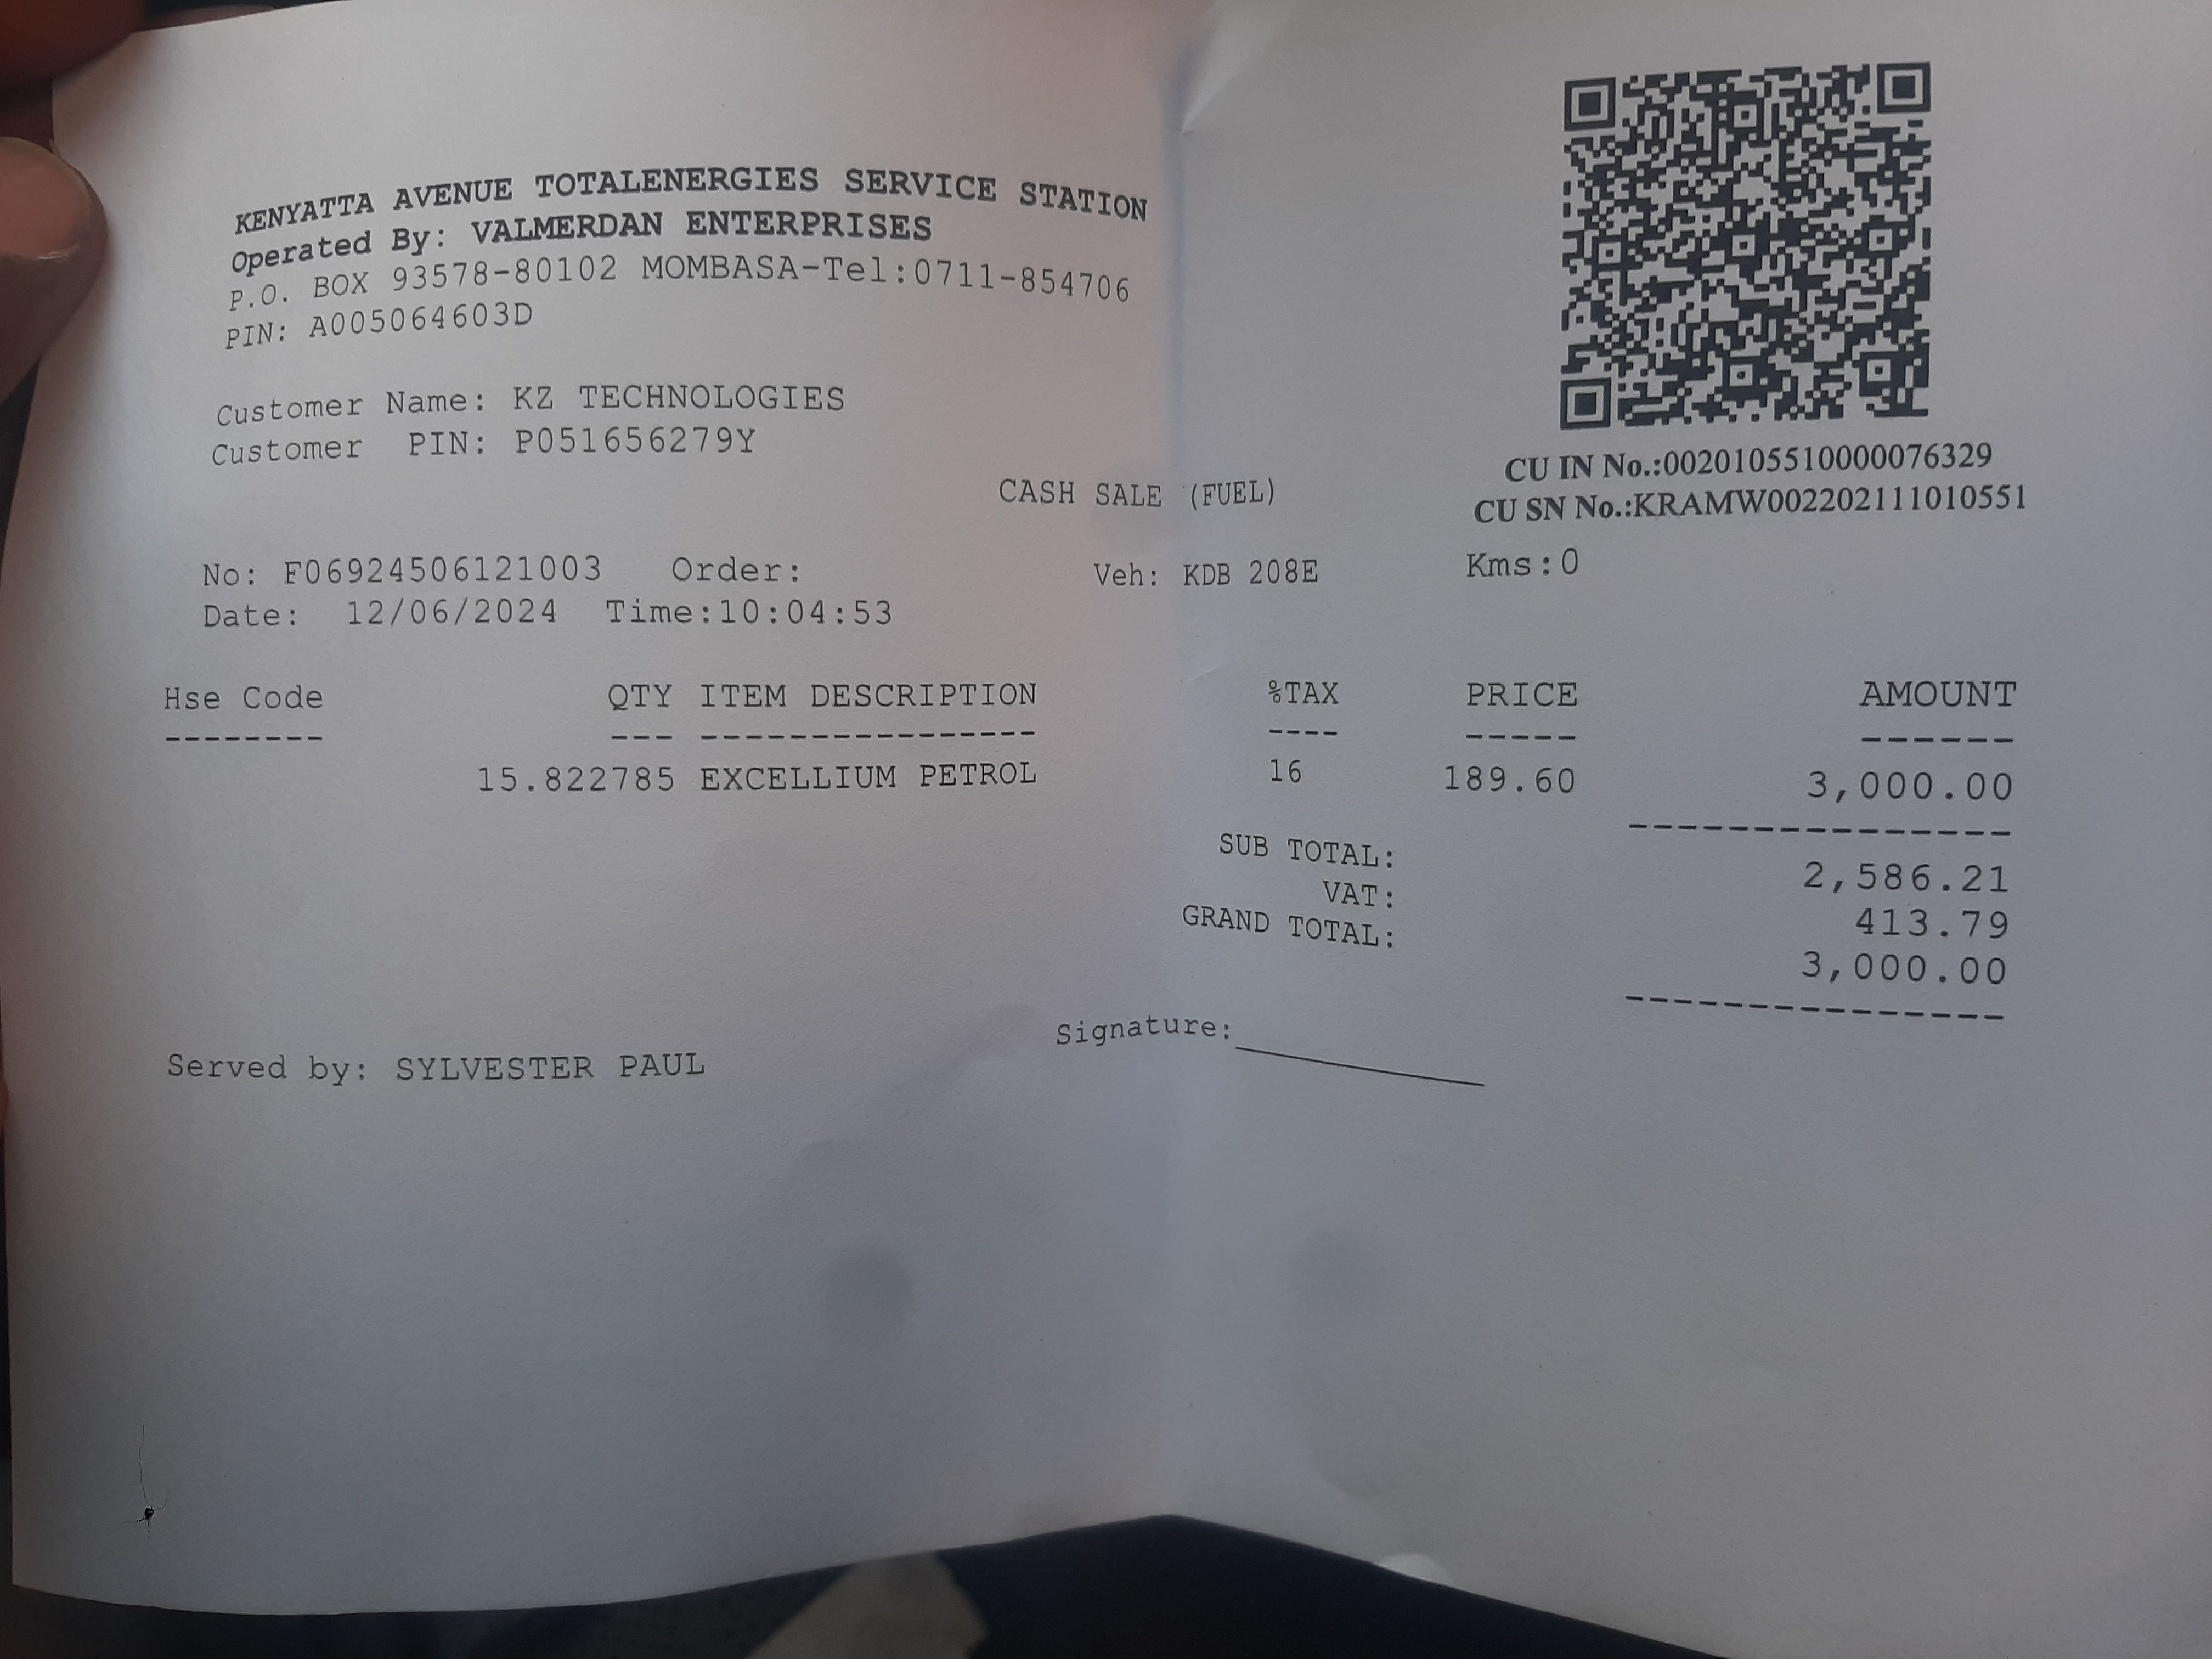 KENYATTA AVENUE TOTALENERGIES SERVICE STATION
Operated By: VALMERDAN ENTERPRISES
P.O. BOX 93578-80102 MOMBASA-Tel:0711-854706
PIN: A005064603D
Customer Name: KZ TECHNOLOGIES
Customer PIN: P051656279Y
CU IN No.:0020105510000076329
CASH SALE (FUEL)
CU SN No.:KRAMW002202111010551
No: F06924506121003 Order: Veh: KDB 208E Kms:0
Date: 12/06/2024 Time:10:04:53
Hse Code QTY ITEM DESCRIPTION %TAX PRICE AMOUNT
-------- --- ---------------- ---- ----- ------
15.822785 EXCELLIUM PETROL 16 189.60 3,000.00
---------------
SUB TOTAL: 2,586.21
VAT: 413.79
GRAND TOTAL: 3,000.00
---------------
Signature:
Served by: SYLVESTER PAUL